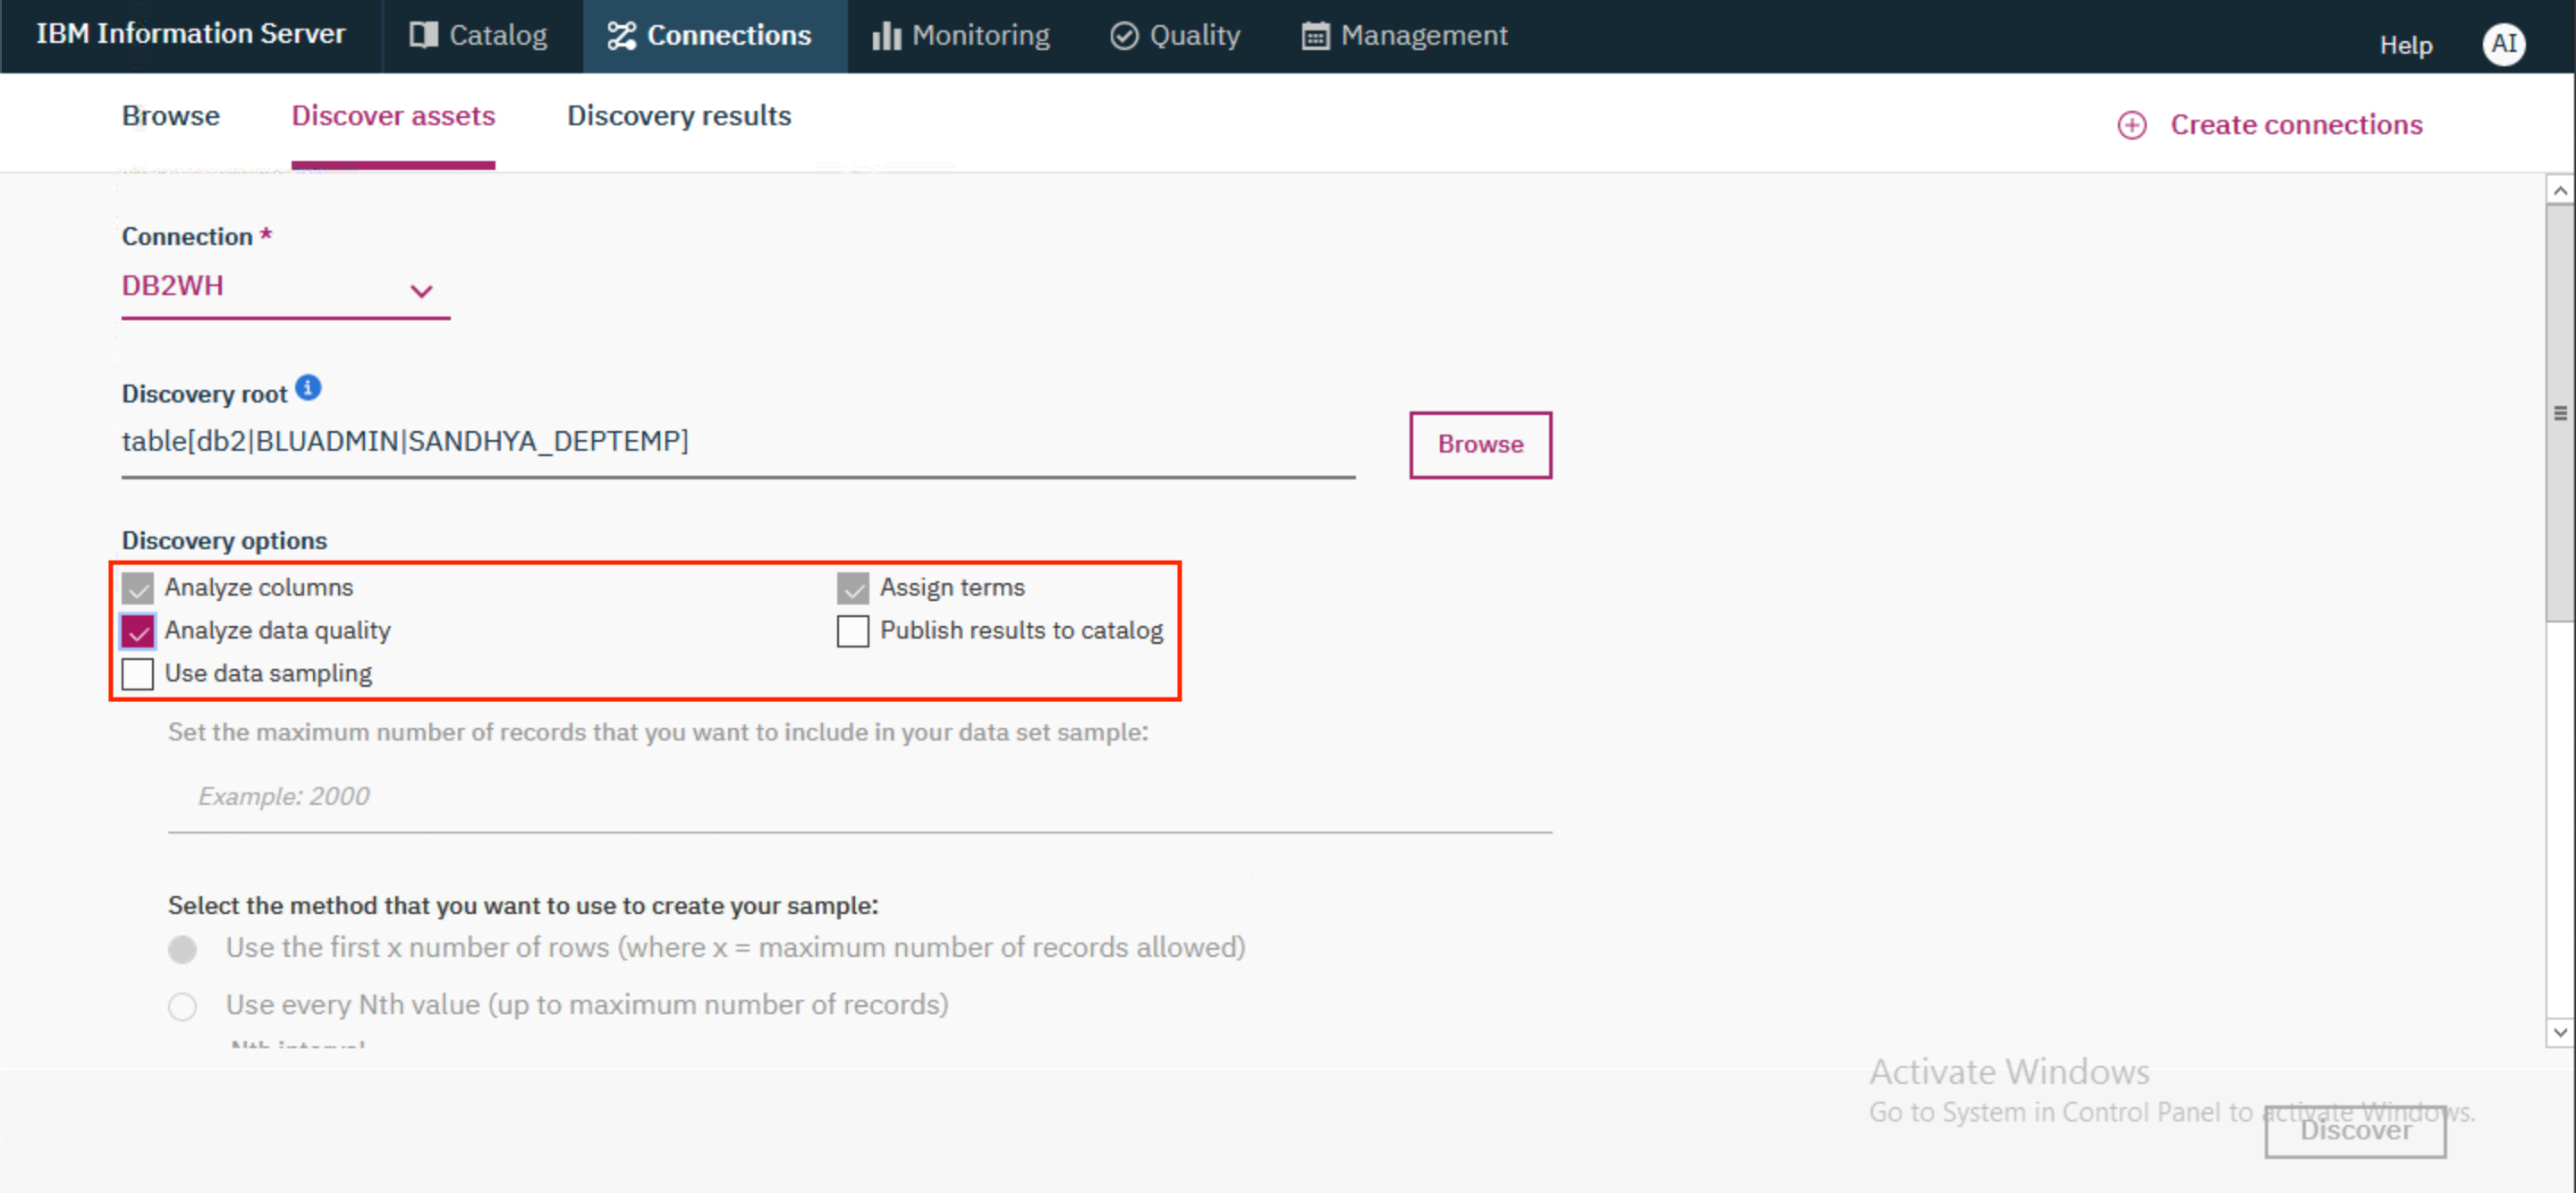 IBM Information Server Catalog Connections Monitoring Quality Management Help AI
Browse Discover assets Discovery results Create connections
Connection *
DB2WH
Discovery root
table[db2|BLUADMIN|SANDHYA_DEPTEMP]
Browse
Discovery options
Analyze columns Assign terms
Analyze data quality Publish results to catalog
Use data sampling
Set the maximum number of records that you want to include in your data set sample:
Example: 2000
Select the method that you want to use to create your sample:
Use the first x number of rows (where x = maximum number of records allowed)
Use every Nth value (up to maximum number of records)
Nth interval
Activate Windows
Go to System in Control Panel to activate Windows.
Discover